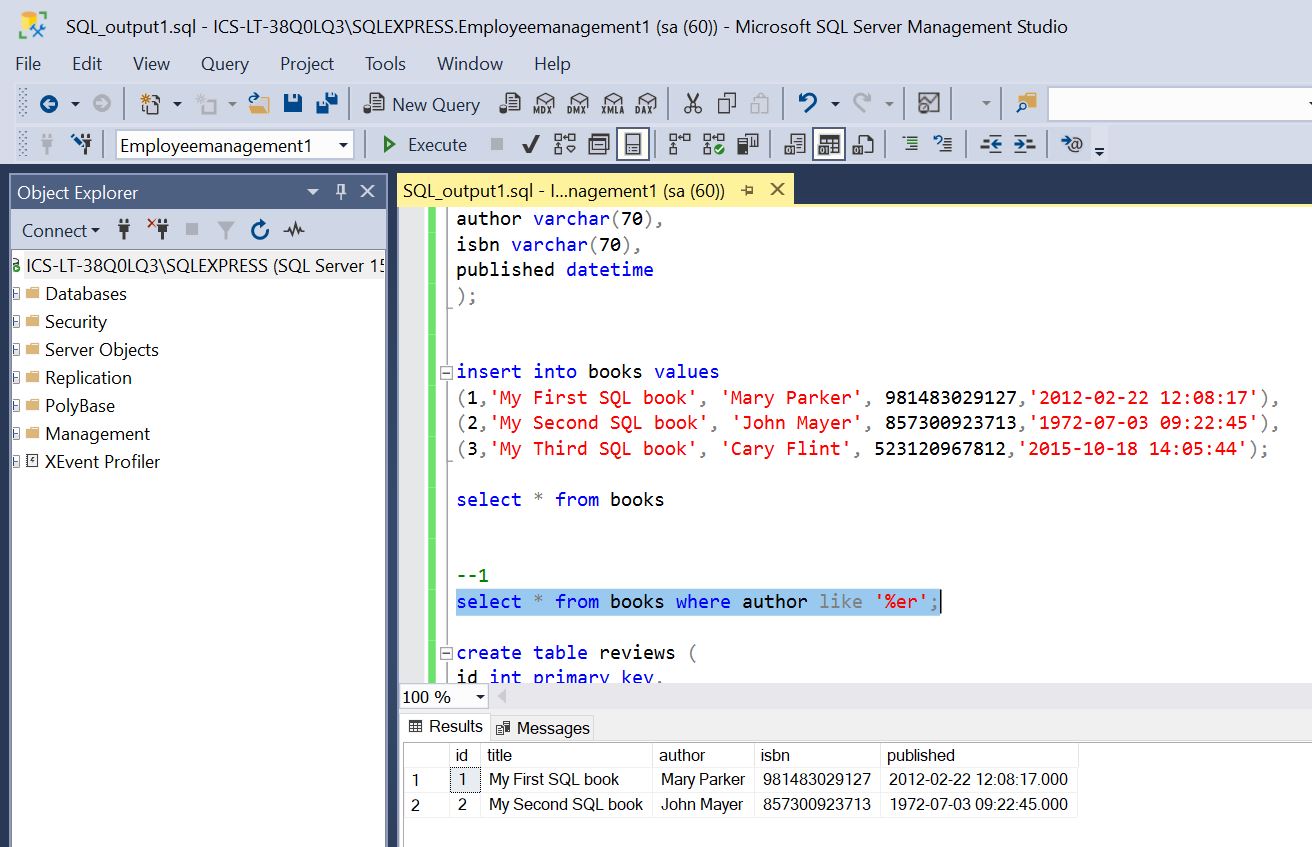 SQL_output1.sql - ICS-LT-38Q0LQ3\SQLEXPRESS.Employeemanagement1 (sa (60)) - Microsoft SQL Server Management Studio
File Edit View Query Project Tools Window Help
New Query MDX DMX XMLA DAX
Employeemanagement1 Execute
Object Explorer
Connect
ICS-LT-38Q0LQ3\SQLEXPRESS (SQL Server 15
Databases
Security
Server Objects
Replication
PolyBase
Management
XEvent Profiler
SQL_output1.sql - I...nagement1 (sa (60))
author varchar(70),
isbn varchar(70),
published datetime
);
insert into books values
(1,'My First SQL book', 'Mary Parker', 981483029127,'2012-02-22 12:08:17'),
(2,'My Second SQL book', 'John Mayer', 857300923713,'1972-07-03 09:22:45'),
(3,'My Third SQL book', 'Cary Flint', 523120967812,'2015-10-18 14:05:44');
select * from books
--1
select * from books where author like '%er';
create table reviews (
id int primary key,
100 %
Results Messages
id title author isbn published
1 1 My First SQL book Mary Parker 981483029127 2012-02-22 12:08:17.000
2 2 My Second SQL book John Mayer 857300923713 1972-07-03 09:22:45.000